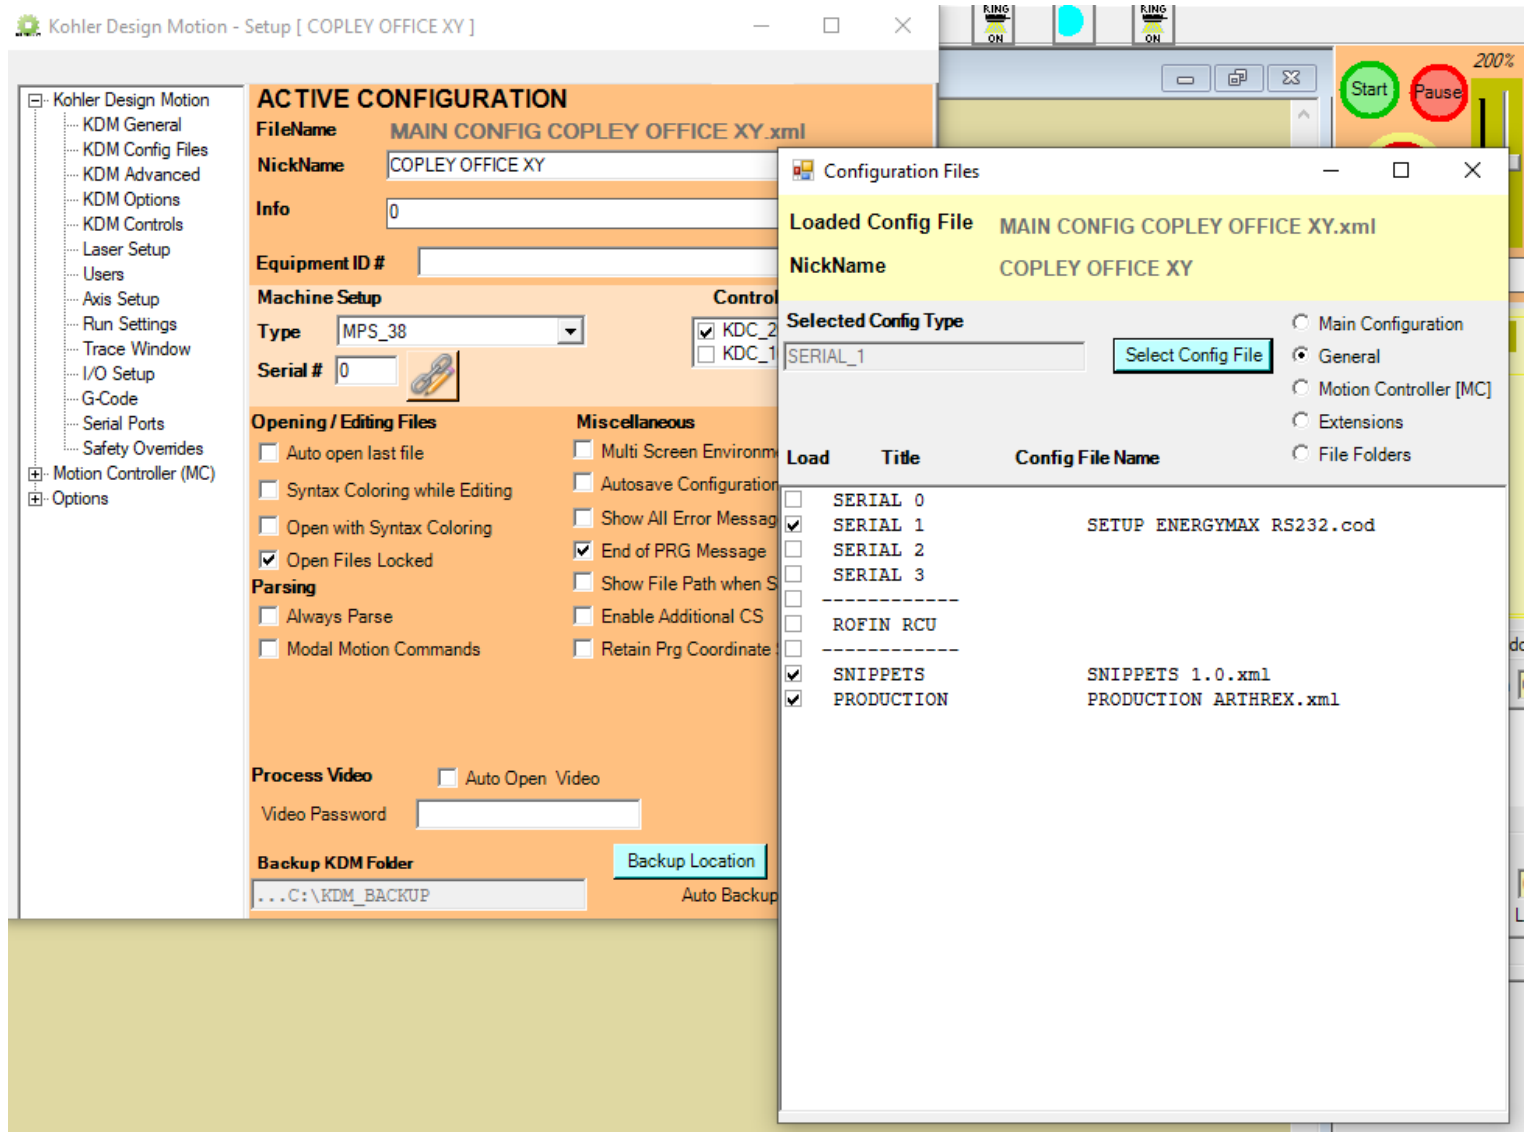 Kohler Design Motion - Setup [ COPLEY OFFICE XY ]
Kohler Design Motion
KDM General
KDM Config Files
KDM Advanced
KDM Options
KDM Controls
Laser Setup
Users
Axis Setup
Run Settings
Trace Window
I/O Setup
G-Code
Serial Ports
Safety Overrides
Motion Controller (MC)
Options
ACTIVE CONFIGURATION
FileName MAIN CONFIG COPLEY OFFICE XY.xml
NickName COPLEY OFFICE XY
Info 0
Equipment ID #
Machine Setup Control
Type MPS_38 KDC_2
KDC_1
Serial # 0
Opening / Editing Files
Auto open last file
Syntax Coloring while Editing
Open with Syntax Coloring
Open Files Locked
Parsing
Always Parse
Modal Motion Commands
Miscellaneous
Multi Screen Environm
Autosave Configuration
Show All Error Messag
End of PRG Message
Show File Path when S
Enable Additional CS
Retain Prg Coordinate
Process Video Auto Open Video
Video Password
Backup KDM Folder Backup Location
...C:\KDM_BACKUP Auto Backup
RING ON RING ON
200%
Start Pause
Configuration Files
Loaded Config File MAIN CONFIG COPLEY OFFICE XY.xml
NickName COPLEY OFFICE XY
Selected Config Type
SERIAL_1 Select Config File
Main Configuration
General
Motion Controller [MC]
Extensions
File Folders
Load Title Config File Name
SERIAL 0
SERIAL 1 SETUP ENERGYMAX RS232.cod
SERIAL 2
SERIAL 3
------------
ROFIN RCU
------------
SNIPPETS SNIPPETS 1.0.xml
PRODUCTION PRODUCTION ARTHREX.xml